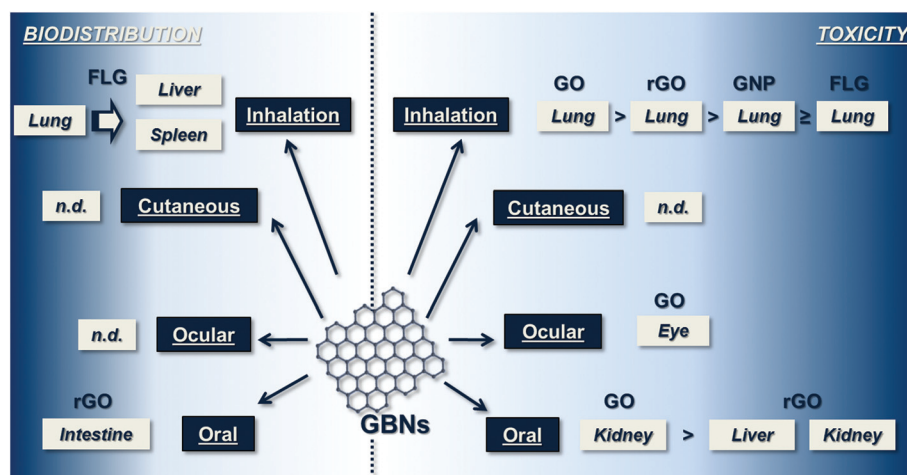 BIODISTRIBUTION
TOXICITY
FLG
Liver
Lung
Spleen
Inhalation
Inhalation
GO rGO GNP FLG
Lung > Lung > Lung ≥ Lung
n.d. Cutaneous
Cutaneous n.d.
n.d. Ocular
Ocular
GO
Eye
rGO
Intestine Oral
GBNs
GO rGO
Oral Kidney > Liver Kidney